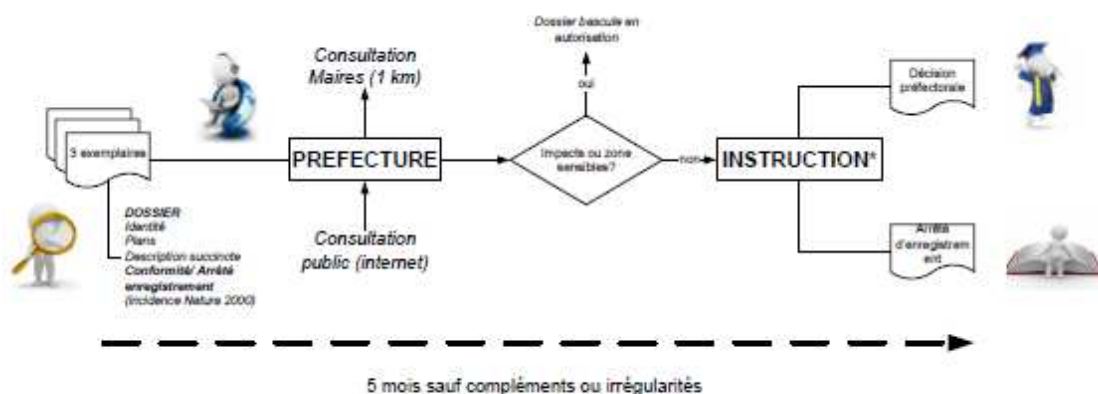 3 exemplaires
DOSSIER
Identité
Plans
Description succincte
Conformité/ Arrêté
enregistrement
(Incidence Nature 2000)
Consultation
Maires (1 km)
PREFECTURE
Consultation
public (internet)
Dossier bascule en
autorisation
oui
Impacts ou zone
sensibles?
non
INSTRUCTION*
Décision
préfectorale
Arrêté
d'enregistrem
ent
5 mois sauf compléments ou irrégularités